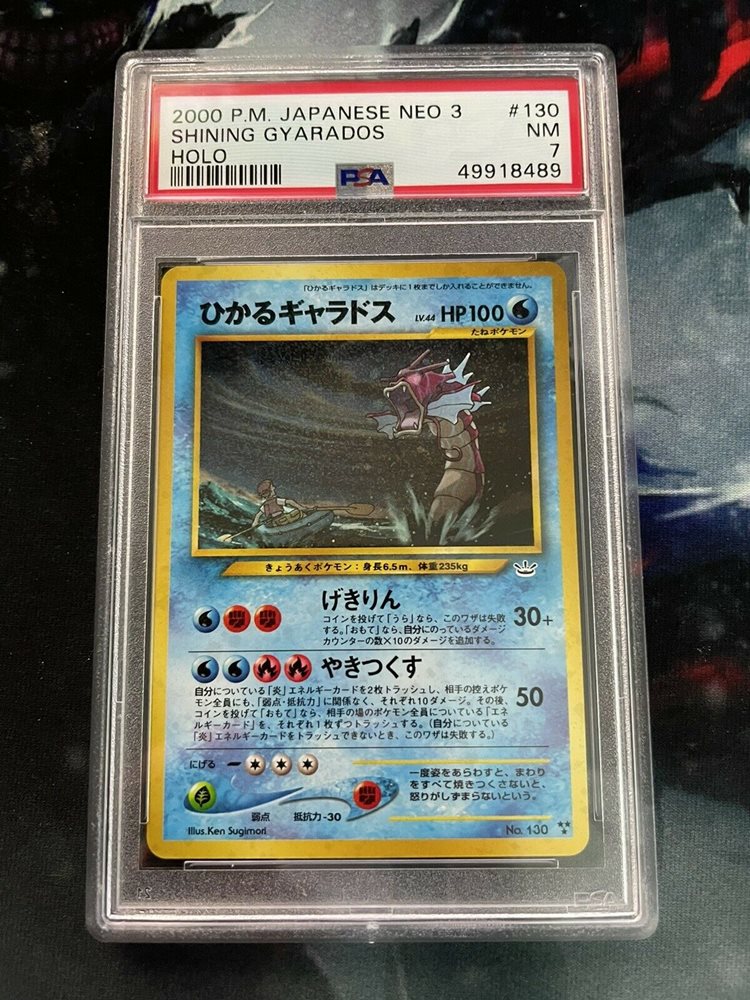 2000 P.M. JAPANESE NEO 3 #130
SHINING GYARADOS NM
HOLO 7
PSA 49918489
「ひかるギャラドス」はデッキに1枚までしか入れることができません。
ひかるギャラドス LV.44 HP100
たねポケモン
きょうあくポケモン：身長6.5m、体重235kg
げきりん
コインを投げて「うら」なら、このワザは失敗
する。「おもて」なら、自分にのっているダメージ
カウンターの数×10のダメージを追加する。
30+
やきつくす
自分についている「炎」エネルギーカードを2枚トラッシュし、相手の控えポケ
モン全員にも、「弱点・抵抗力」に関係なく、それぞれ10ダメージ。その後、
コインを投げて「おもて」なら、相手の場のポケモン全員についている「エネ
ルギーカード」を、それぞれ1枚ずつトラッシュする。（自分についている
「炎」エネルギーカードをトラッシュできないとき、このワザは失敗。）
50
にげる
弱点 抵抗力-30
一度姿をあらわすと、まわり
をすべて焼きつくさないと、
怒りがしずまらないという。
Illus.Ken Sugimori No. 130
PSA